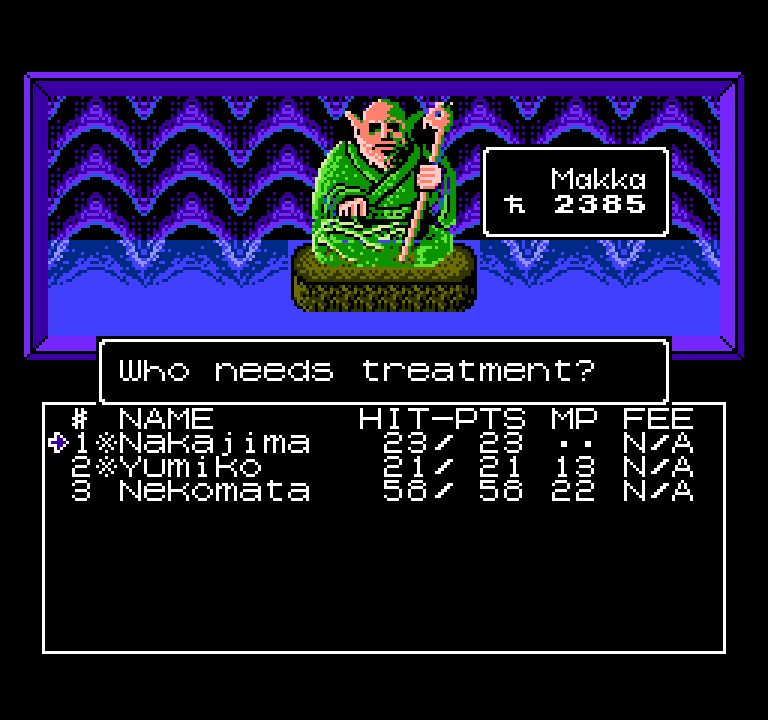 Makka
ћ 2385
Who needs treatment?
# NAME HIT-PTS MP FEE
1※Nakajima 23/ 23 .. N/A
2※Yumiko 21/ 21 13 N/A
3 Nekomata 58/ 58 22 N/A